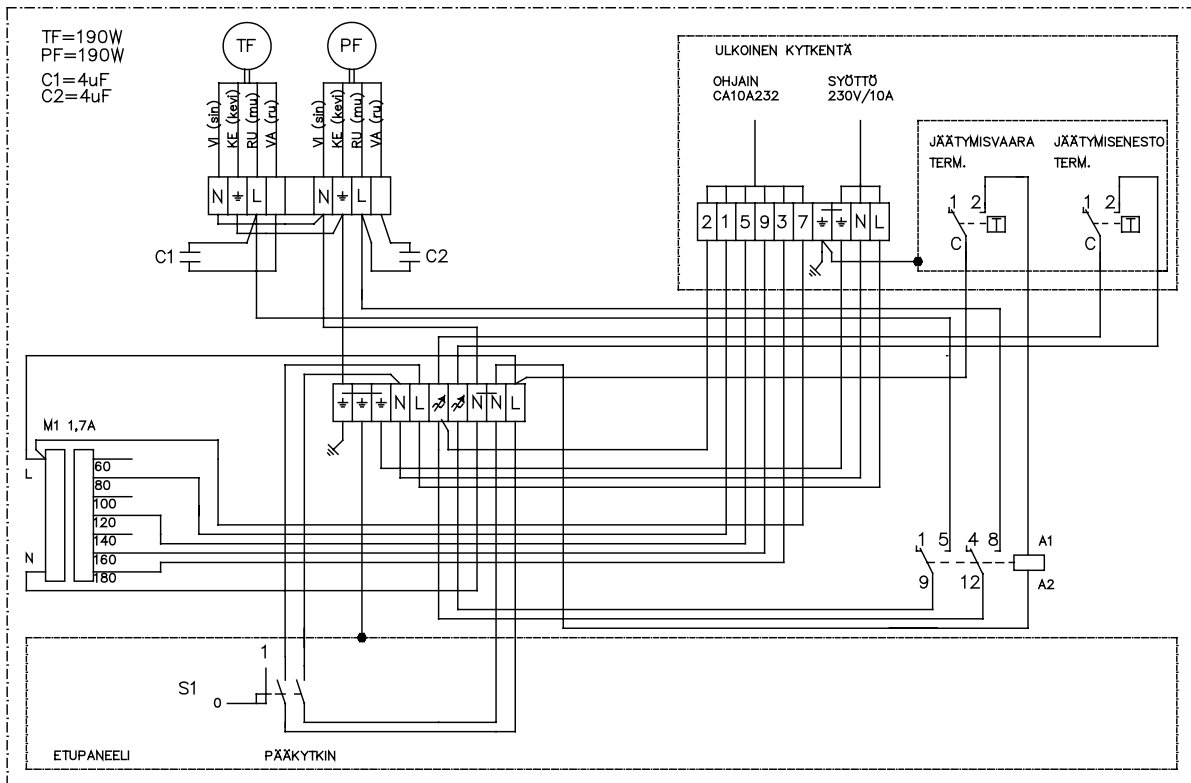 TF=190W
PF=190W
C1=4uF
C2=4uF
TF
PF
VI (sin)
KE (kevi)
RU (mu)
VA (ru)
VI (sin)
KE (kevi)
RU (mu)
VA (ru)
N L N L
C1
C2
ULKOINEN KYTKENTÄ
OHJAIN
CA10A232
SYÖTTÖ
230V/10A
JÄÄTYMISVAARA
TERM.
JÄÄTYMISENESTO
TERM.
1 2
T
C
1 2
T
C
2 1 5 9 3 7 N L
N L N N L
M1 1,7A
L
N
60
80
100
120
140
160
180
1 5 4 8
9 12
A1
A2
S1
1
0
ETUPANEELI
PÄÄKYTKIN